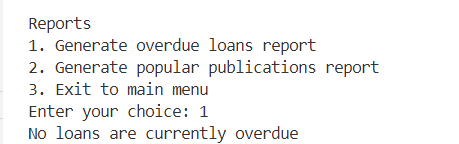 Reports
1. Generate overdue loans report
2. Generate popular publications report
3. Exit to main menu
Enter your choice: 1
No loans are currently overdue